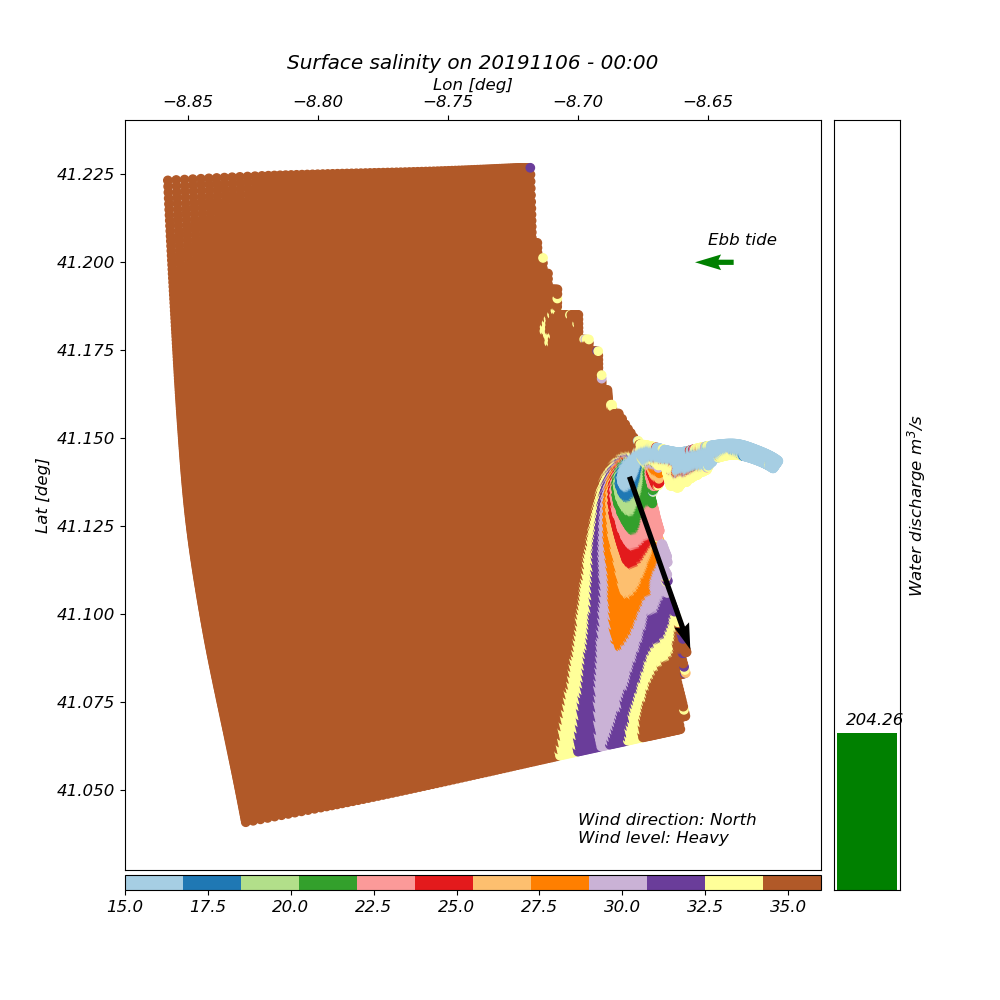 Surface salinity on 20191106 - 00:00
Lon [deg]
−8.85 −8.80 −8.75 −8.70 −8.65
41.225
41.200
41.175
41.150
41.125
41.100
41.075
41.050
Lat [deg]
Ebb tide
Wind direction: North
Wind level: Heavy
15.0 17.5 20.0 22.5 25.0 27.5 30.0 32.5 35.0
204.26
Water discharge m³/s